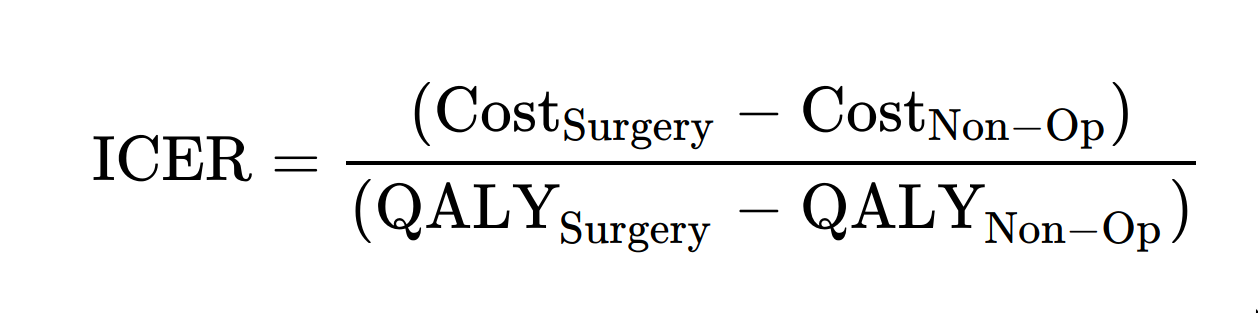 ICER = (Cost_Surgery − Cost_Non−Op) / (QALY_Surgery − QALY_Non−Op)